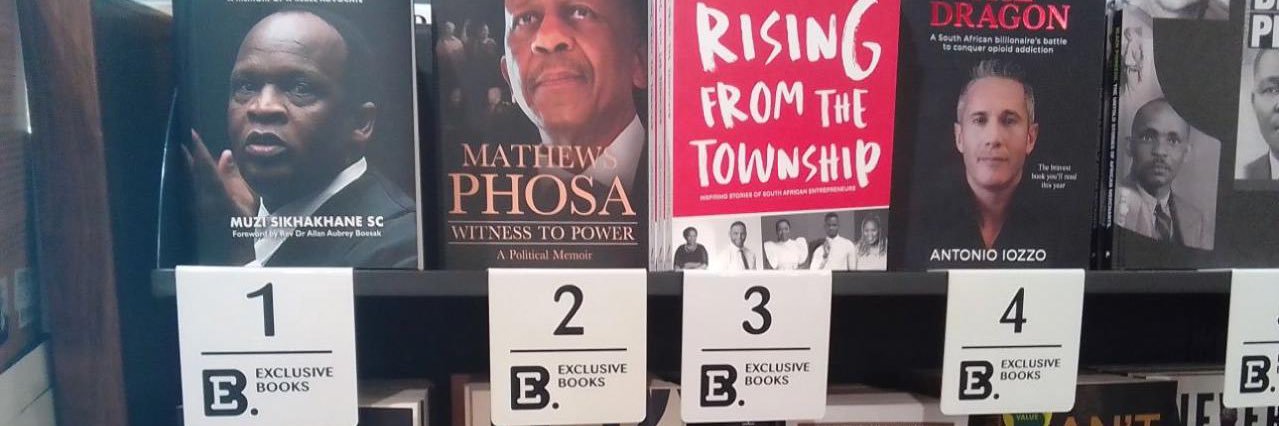 MUZI SIKHAKHANE SC
Foreword by Rev Dr Allan Aubrey Boesak
MATHEWS
PHOSA
WITNESS TO POWER
A Political Memoir
RISING
FROM THE
TOWNSHIP
INSPIRING STORIES OF SOUTH AFRICAN ENTREPRENEURS
DRAGON
A South African billionaire's battle
to conquer opioid addiction
The bravest
book you'll read
this year
ANTONIO IOZZO
1
E.
EXCLUSIVE
BOOKS
2
E.
EXCLUSIVE
BOOKS
3
E.
EXCLUSIVE
BOOKS
4
E.
EXCLUSIVE
BOOKS
E.
VALUE